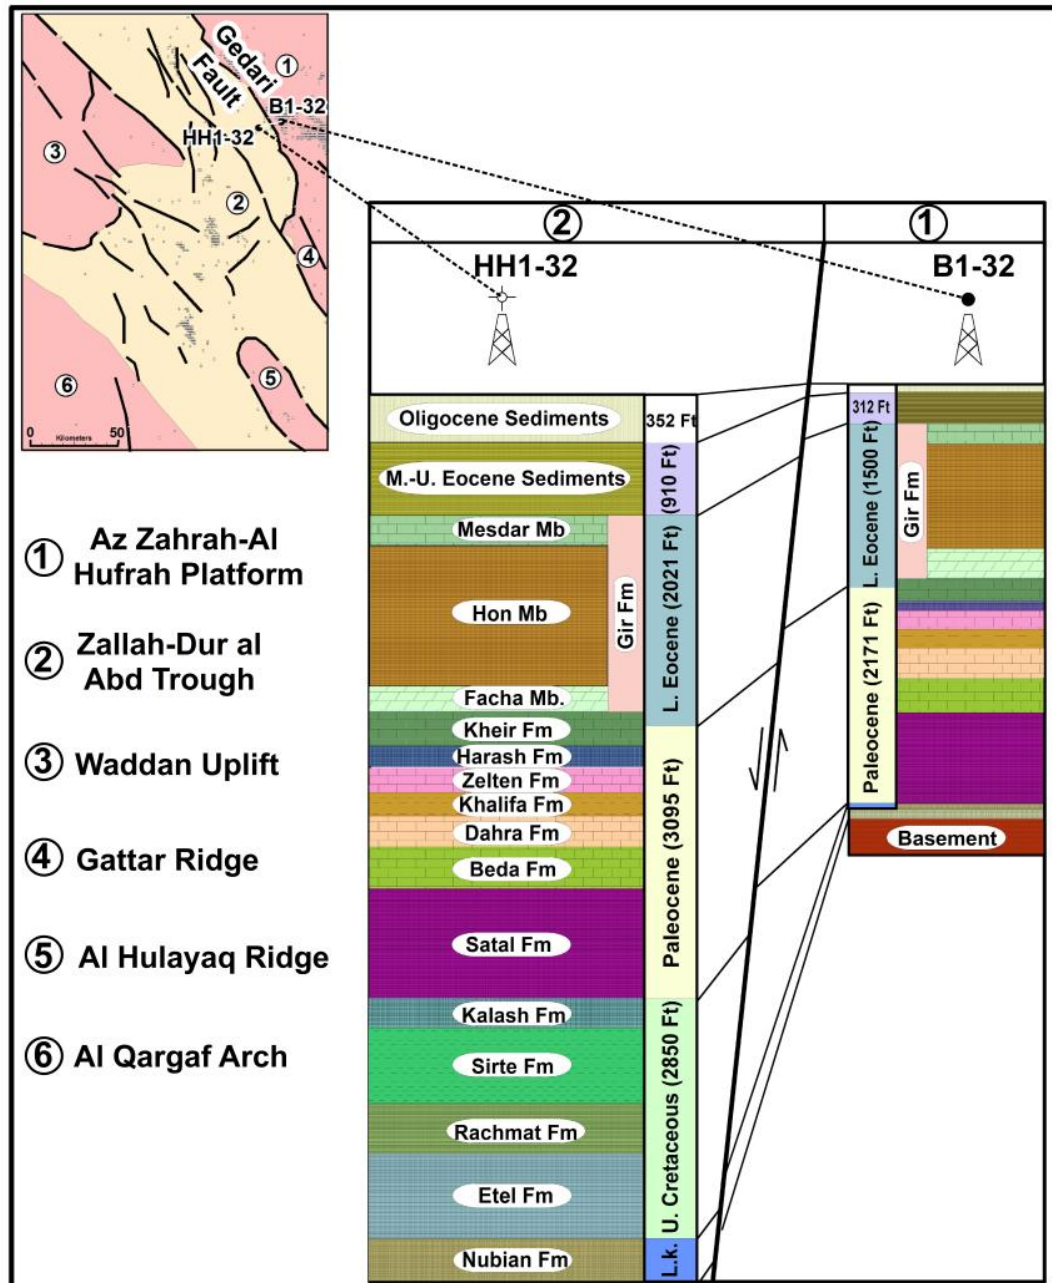 Gedari
Fault
1
B1-32
HH1-32
3
2
4
5
6
0
50
Kilometers
1
Az Zahrah-Al
Hufrah Platform
2
Zallah-Dur al
Abd Trough
3
Waddan Uplift
4
Gattar Ridge
5
Al Hulayaq Ridge
6
Al Qargaf Arch
2
1
HH1-32
B1-32
Oligocene Sediments
352 Ft
M.-U. Eocene Sediments
(910 Ft)
Mesdar Mb
Hon Mb
Facha Mb.
Gir Fm
L. Eocene (2021 Ft)
Kheir Fm
Harash Fm
Zelten Fm
Khalifa Fm
Dahra Fm
Beda Fm
Satal Fm
Paleocene (3095 Ft)
Kalash Fm
Sirte Fm
Rachmat Fm
Etel Fm
U. Cretaceous (2850 Ft)
Nubian Fm
L.k.
312 Ft
L. Eocene (1500 Ft)
Gir Fm
Paleocene (2171 Ft)
Basement